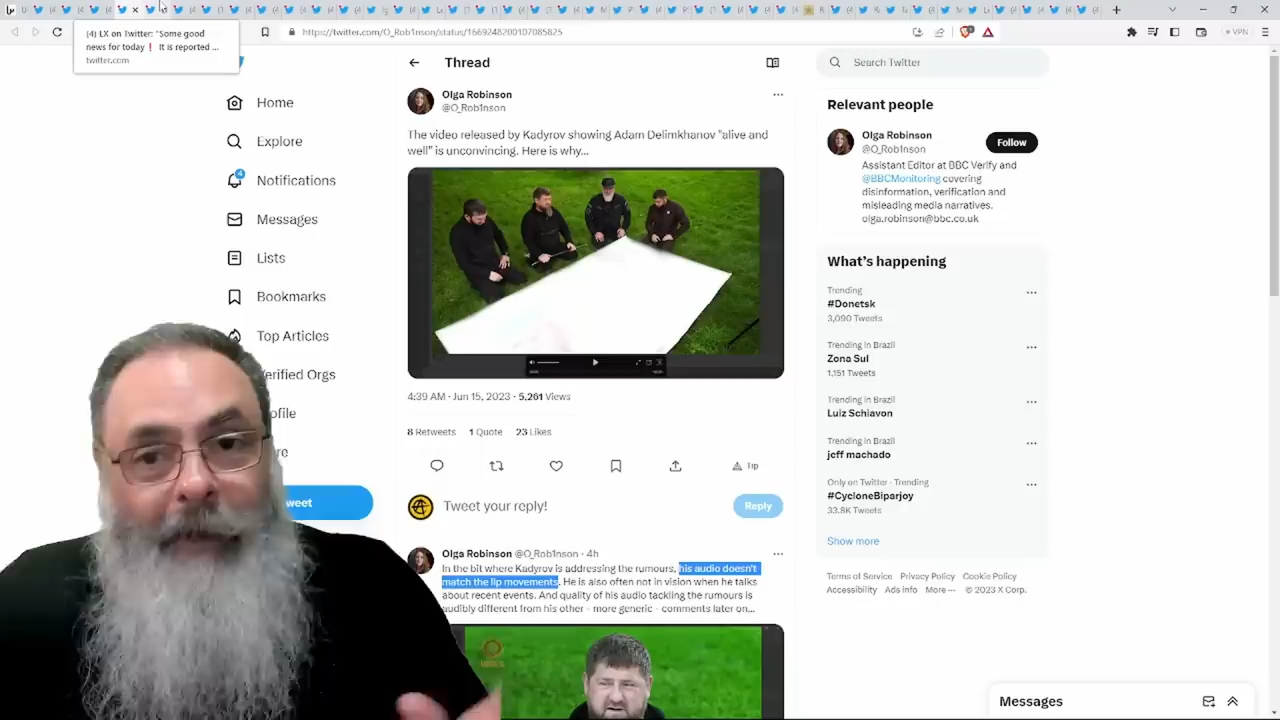 https://twitter.com/O_Rob1nson/status/1669248200107085825
VPN
(4) LX on Twitter: "Some good
news for today❗ It is reported ...
twitter.com
Home
Explore
4
Notifications
Messages
Lists
Bookmarks
Top Articles
erified Orgs
ofile
re
weet
Thread
Olga Robinson
@O_Rob1nson
The video released by Kadyrov showing Adam Delimkhanov "alive and
well" is unconvincing. Here is why...
4:39 AM · Jun 15, 2023 · 5,261 Views
8 Retweets 1 Quote 23 Likes
Tip
Tweet your reply!
Reply
Olga Robinson @O_Rob1nson · 4h
In the bit where Kadyrov is addressing the rumours, his audio doesn't
match the lip movements. He is also often not in vision when he talks
about recent events. And quality of his audio tackling the rumours is
audibly different from his other - more generic - comments later on...
Search Twitter
Relevant people
Olga Robinson
@O_Rob1nson
Follow
Assistant Editor at BBC Verify and
@BBCMonitoring covering
disinformation, verification and
misleading media narratives.
olga.robinson@bbc.co.uk
What's happening
Trending
#Donetsk
3,090 Tweets
Trending in Brazil
Zona Sul
1,151 Tweets
Trending in Brazil
Luiz Schiavon
Trending in Brazil
jeff machado
Only on Twitter · Trending
#CycloneBiparjoy
33.8K Tweets
Show more
Terms of Service Privacy Policy Cookie Policy
Accessibility Ads info More ··· © 2023 X Corp.
Messages